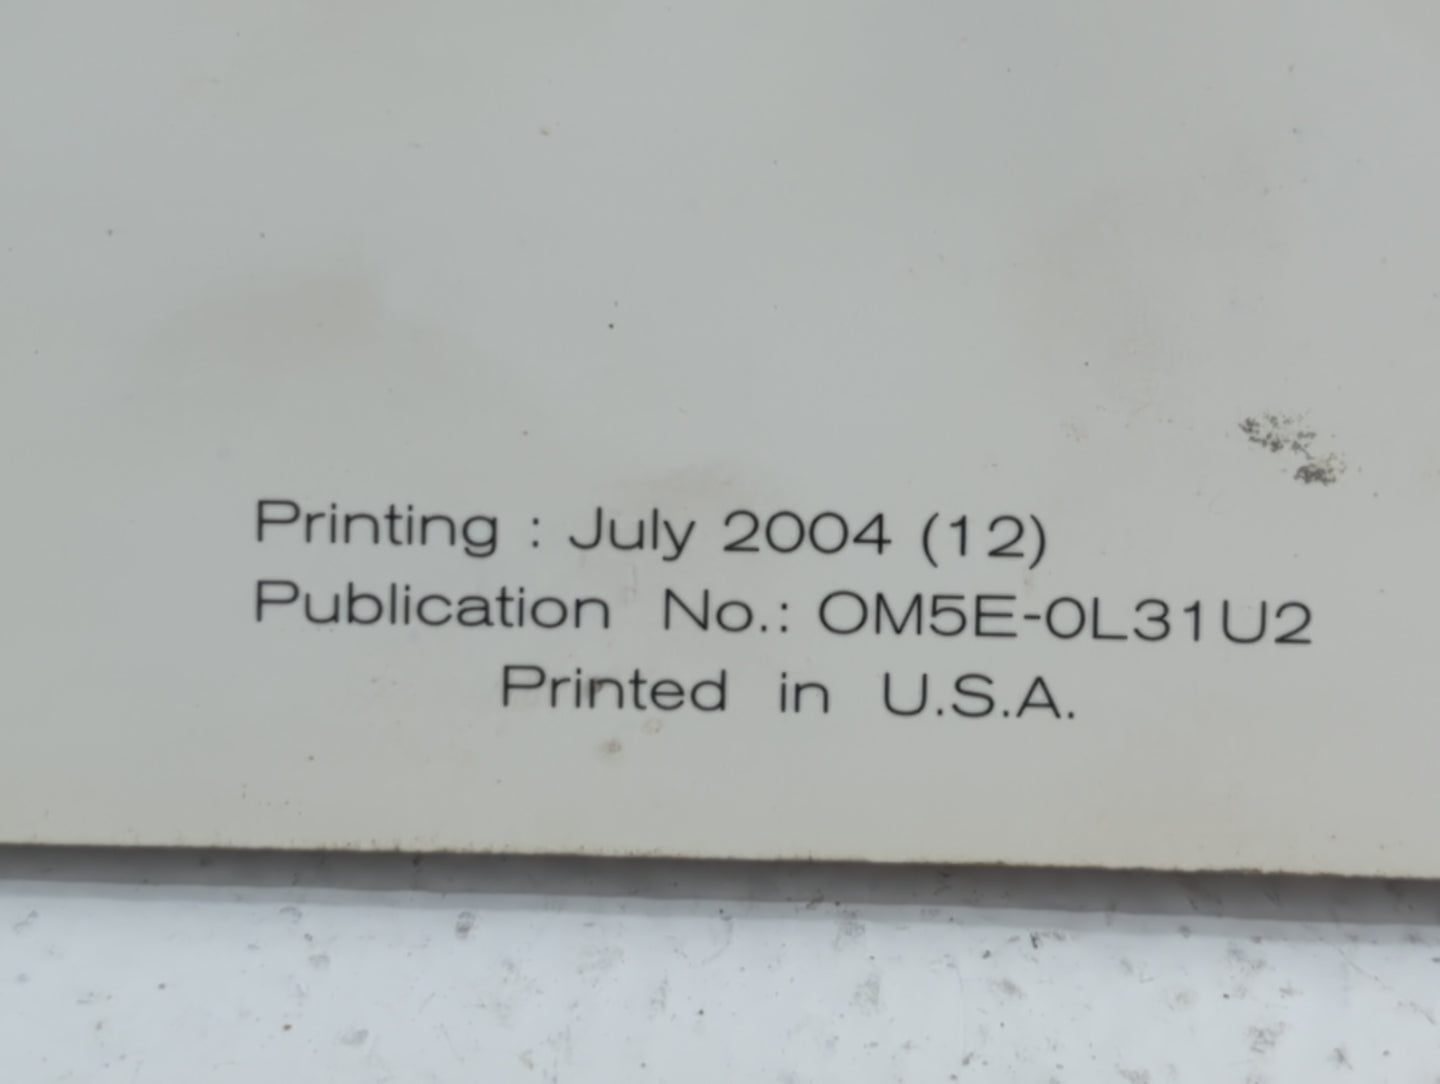 Printing : July 2004 (12)
Publication No.: OM5E-0L31U2
Printed in U.S.A.